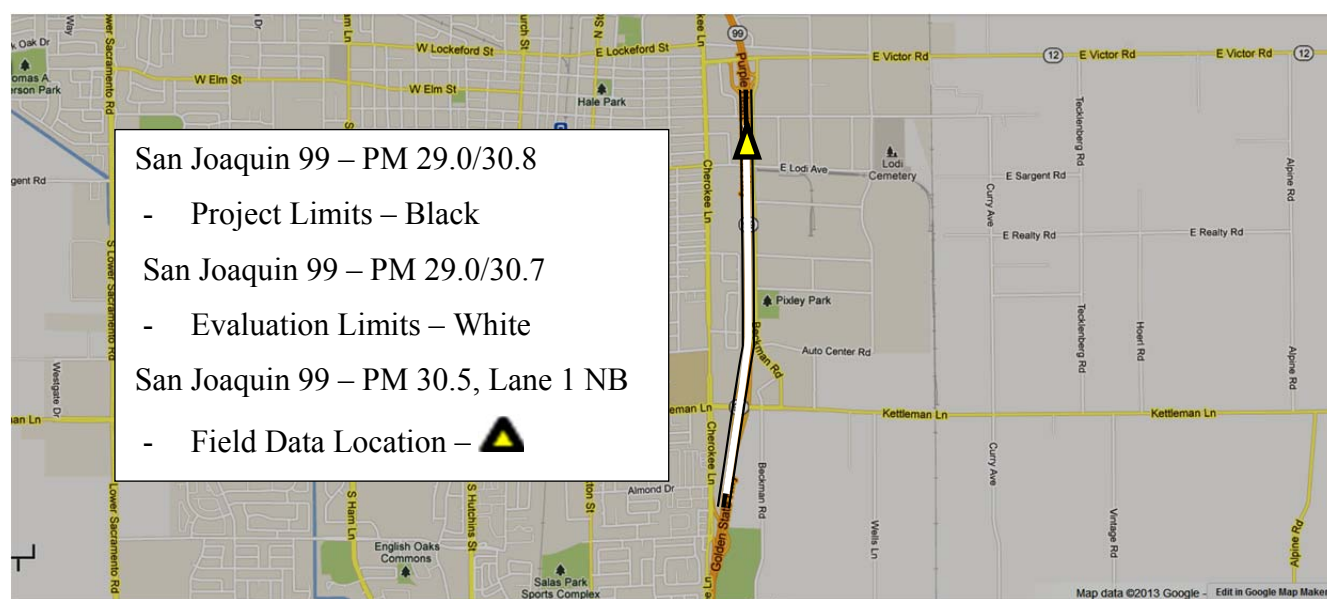 San Joaquin 99 – PM 29.0/30.8
- Project Limits – Black
San Joaquin 99 – PM 29.0/30.7
- Evaluation Limits – White
San Joaquin 99 – PM 30.5, Lane 1 NB
- Field Data Location –
Oak Dr
Way
S Lower Sacramento Rd
W Elm St
W Elm St
W Lockeford St
E Lockeford St
Hale Park
99
E Victor Rd
12
E Victor Rd
E Victor Rd
12
Tecklenberg Rd
Alpine Rd
Cherokee Ln
E Lodi Ave
Lodi
Cemetery
Curry Ave
E Sargent Rd
E Realty Rd
E Realty Rd
Pixley Park
Beckman Rd
Auto Center Rd
Tecklenberg Rd
Hoerl Rd
Alpine Rd
Westgate Dr
Kettleman Ln
Kettleman Ln
Cherokee Ln
Beckman Rd
Curry Ave
Almond Dr
Lower Sacramento Rd
S Ham Ln
S Hutchins St
English Oaks
Commons
Salas Park
Sports Complex
Golden State
Wells Ln
Vintage Rd
Alpine Rd
Map data ©2013 Google - Edit in Google Map Maker